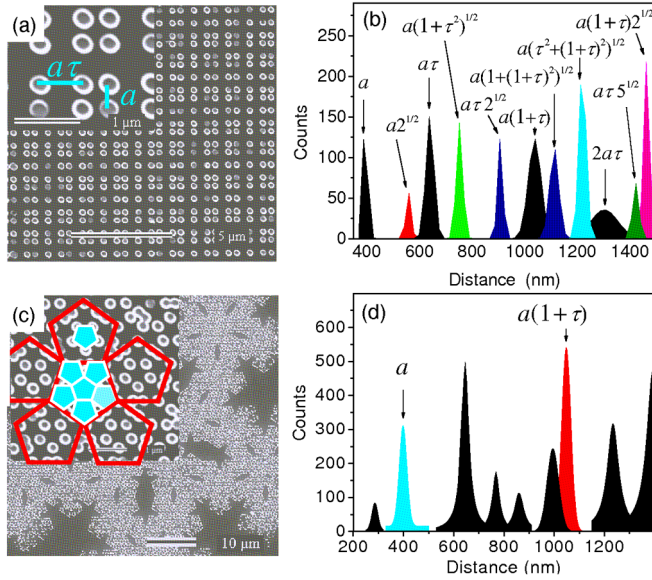 (a)
aτ
a
1 µm
5 µm
(b)
Counts
250
200
150
100
50
0
a
a2^{1/2}
aτ
a(1+τ^2)^{1/2}
aτ2^{1/2}
a(1+τ)
a(1+(1+τ)^2)^{1/2}
a(τ^2+(1+τ)^2)^{1/2}
2aτ
aτ5^{1/2}
a(1+τ)2^{1/2}
400 600 800 1000 1200 1400
Distance (nm)
(c)
10 µm
(d)
Counts
600
500
400
300
200
100
0
a
a(1+τ)
200 400 600 800 1000 1200
Distance (nm)